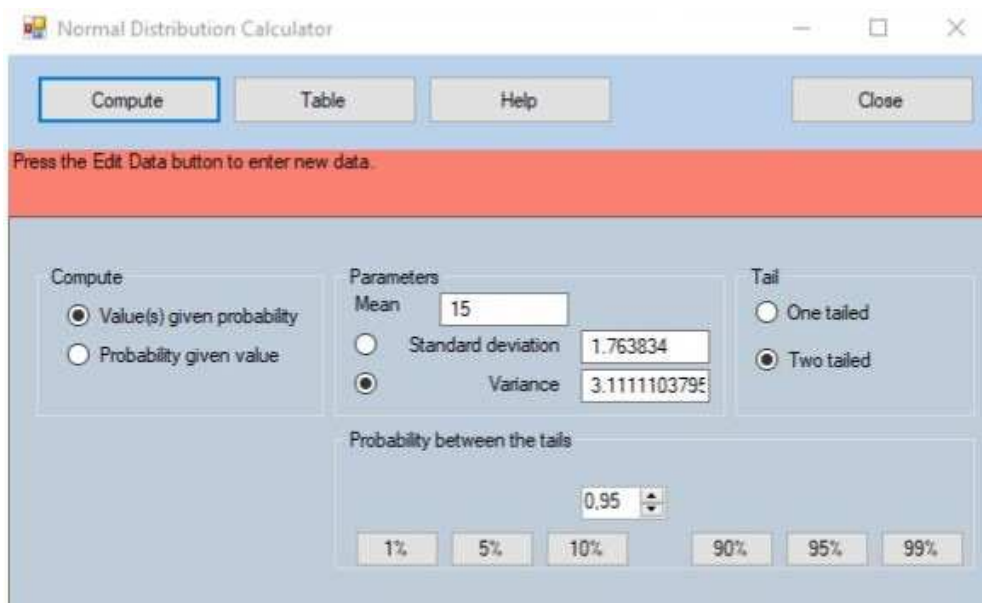 Normal Distribution Calculator
Compute Table Help Close
Press the Edit Data button to enter new data.
Compute
Value(s) given probability
Probability given value
Parameters
Mean 15
Standard deviation 1.763834
Variance 3.1111103795
Tail
One tailed
Two tailed
Probability between the tails
0,95
1% 5% 10% 90% 95% 99%